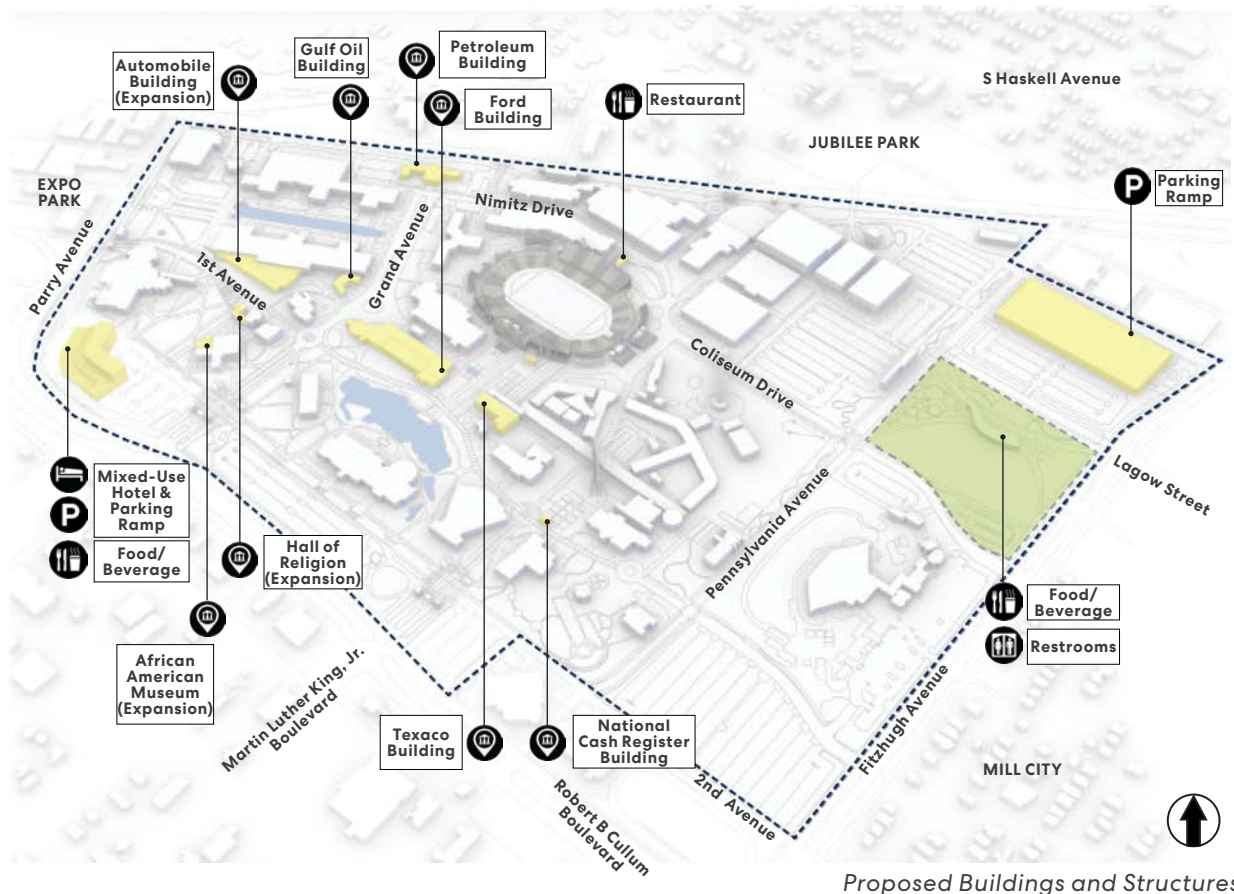 Automobile
Building
(Expansion)
Gulf Oil
Building
Petroleum
Building
Ford
Building
Restaurant
S Haskell Avenue
JUBILEE PARK
P
Parking
Ramp
EXPO
PARK
Parry Avenue
1st Avenue
Grand Avenue
Nimitz Drive
Coliseum Drive
Pennsylvania Avenue
Lagow Street
P
Mixed-Use
Hotel &
Parking
Ramp
Food/
Beverage
Hall of
Religion
(Expansion)
African
American
Museum
(Expansion)
Martin Luther King, Jr.
Boulevard
Texaco
Building
National
Cash Register
Building
Robert B Cullum
Boulevard
2nd Avenue
Fitzhugh Avenue
Food/
Beverage
Restrooms
MILL CITY
Proposed Buildings and Structures